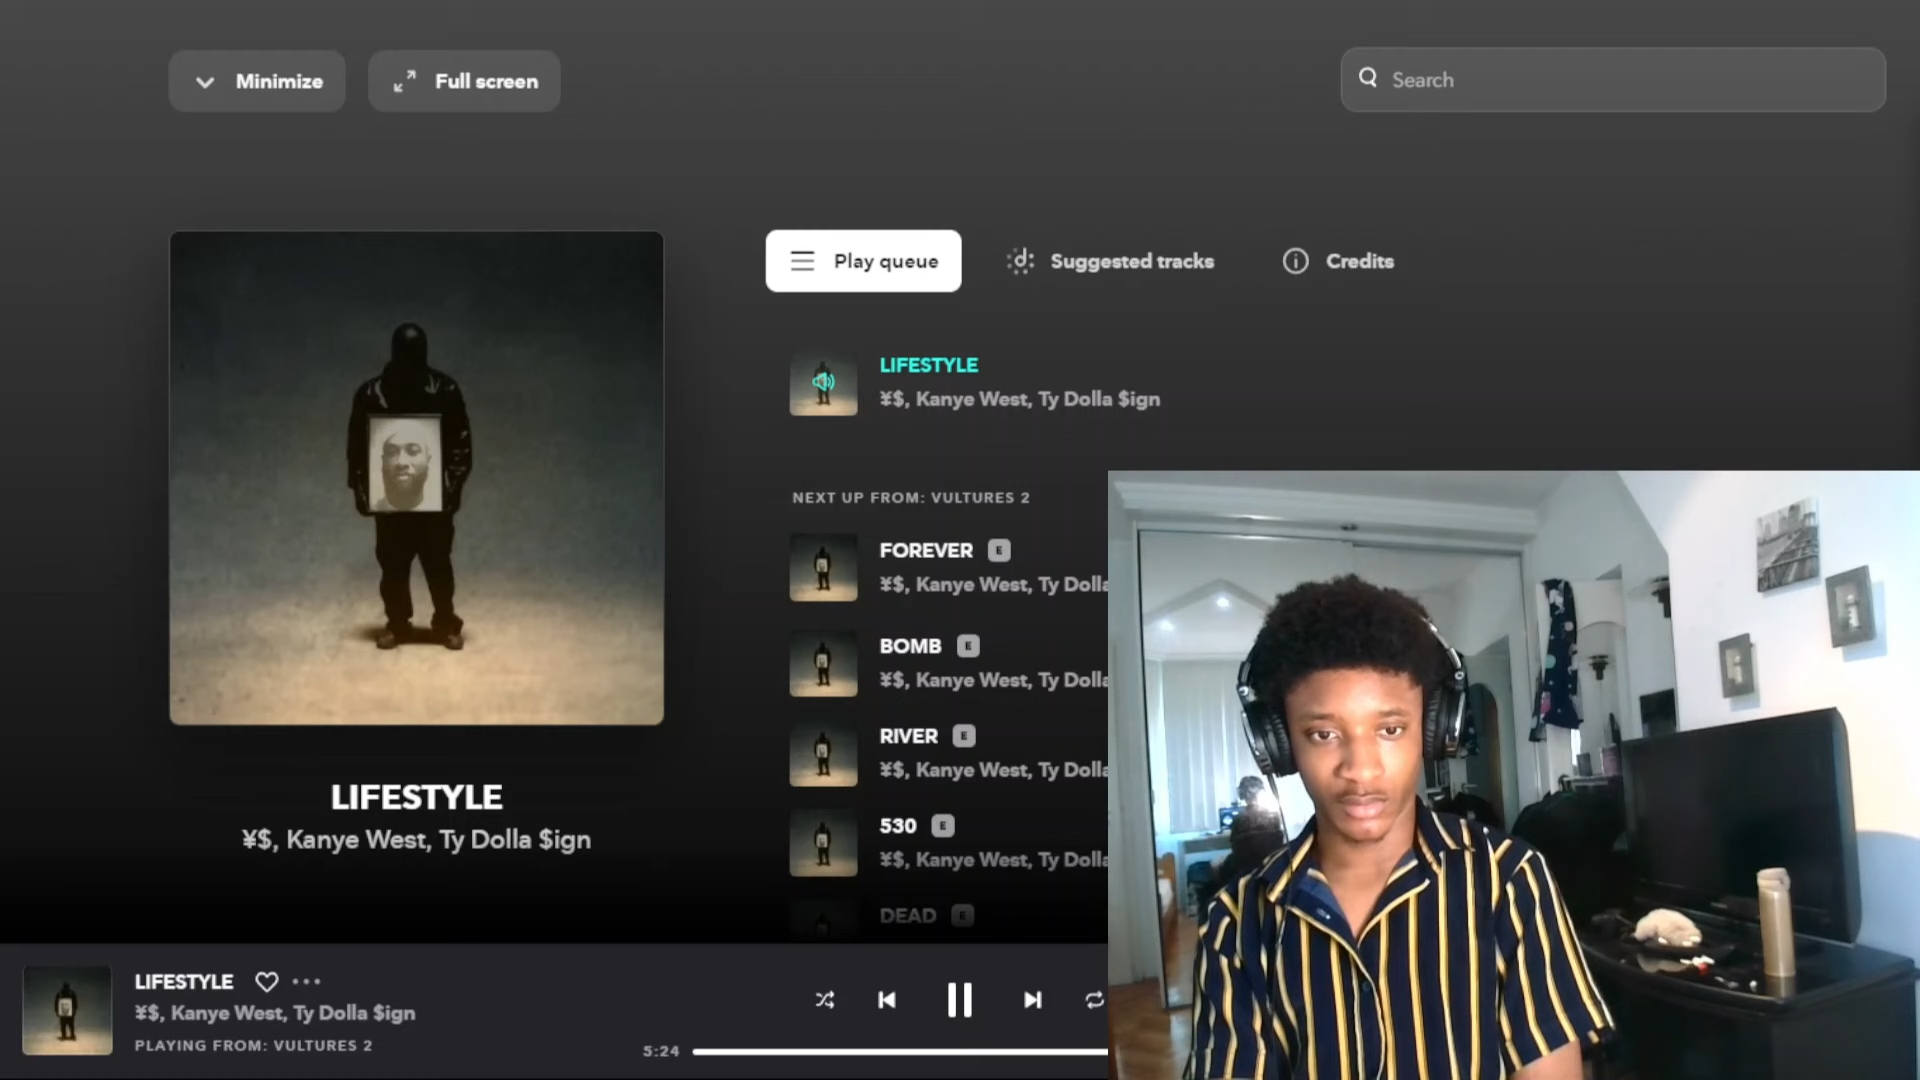 Minimize
Full screen
Search
Play queue
Suggested tracks
Credits
LIFESTYLE
¥$, Kanye West, Ty Dolla $ign
NEXT UP FROM: VULTURES 2
FOREVER E
¥$, Kanye West, Ty Dolla
BOMB E
¥$, Kanye West, Ty Dolla
RIVER E
¥$, Kanye West, Ty Dolla
530 E
¥$, Kanye West, Ty Dolla
DEAD E
LIFESTYLE
¥$, Kanye West, Ty Dolla $ign
LIFESTYLE
¥$, Kanye West, Ty Dolla $ign
PLAYING FROM: VULTURES 2
5:24